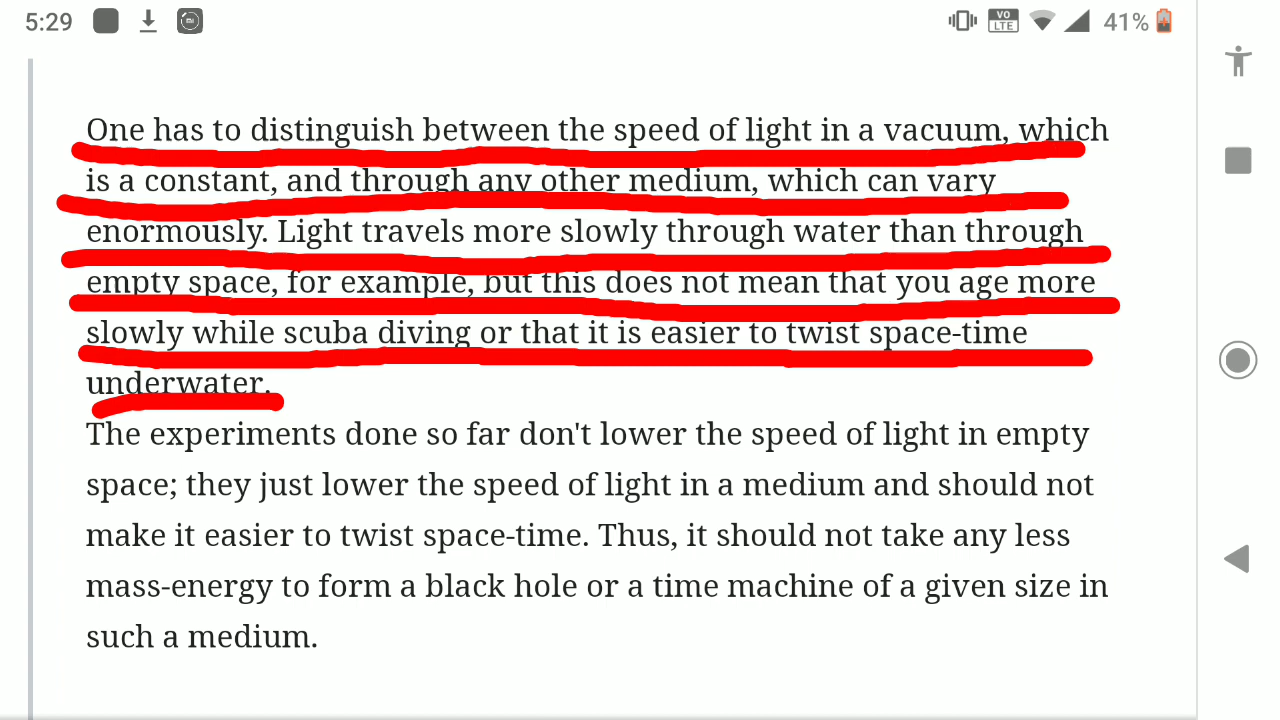 5:29
VO
LTE
41%
One has to distinguish between the speed of light in a vacuum, which
is a constant, and through any other medium, which can vary
enormously. Light travels more slowly through water than through
empty space, for example, but this does not mean that you age more
slowly while scuba diving or that it is easier to twist space-time
underwater.
The experiments done so far don't lower the speed of light in empty
space; they just lower the speed of light in a medium and should not
make it easier to twist space-time. Thus, it should not take any less
mass-energy to form a black hole or a time machine of a given size in
such a medium.